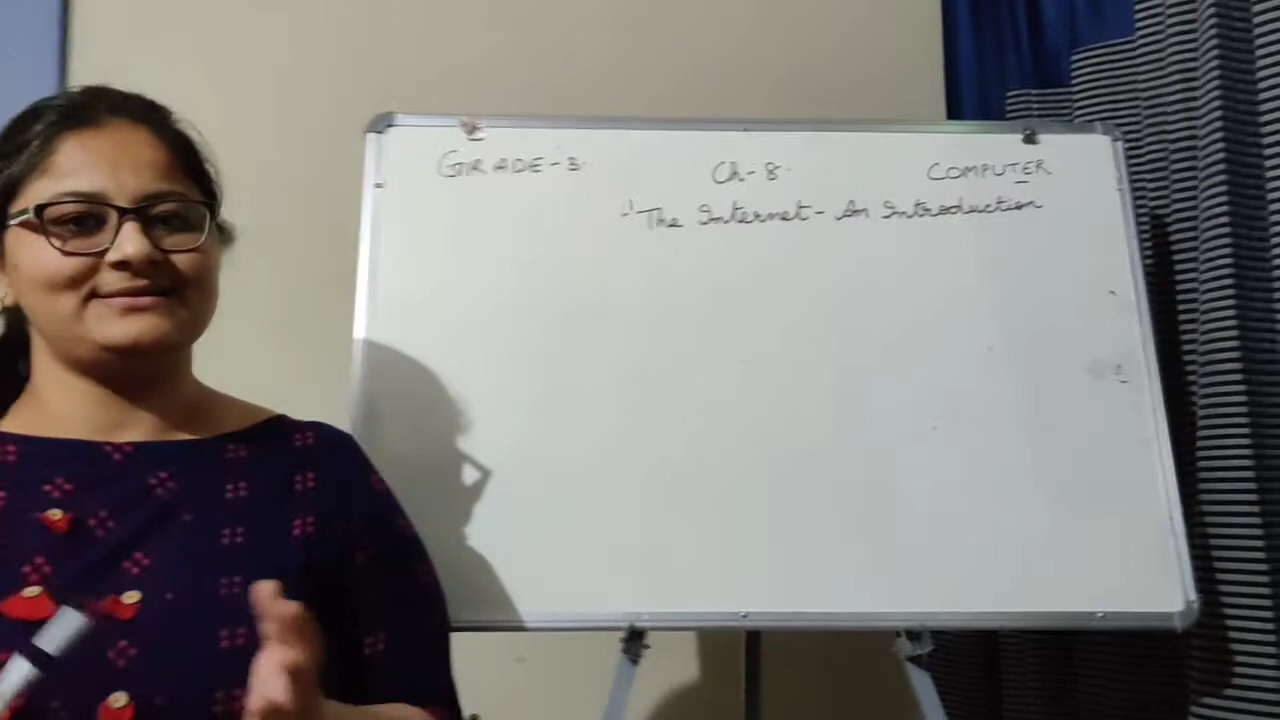 GRADE-3. Ch-8. COMPUTER
"The Internet - An Introduction